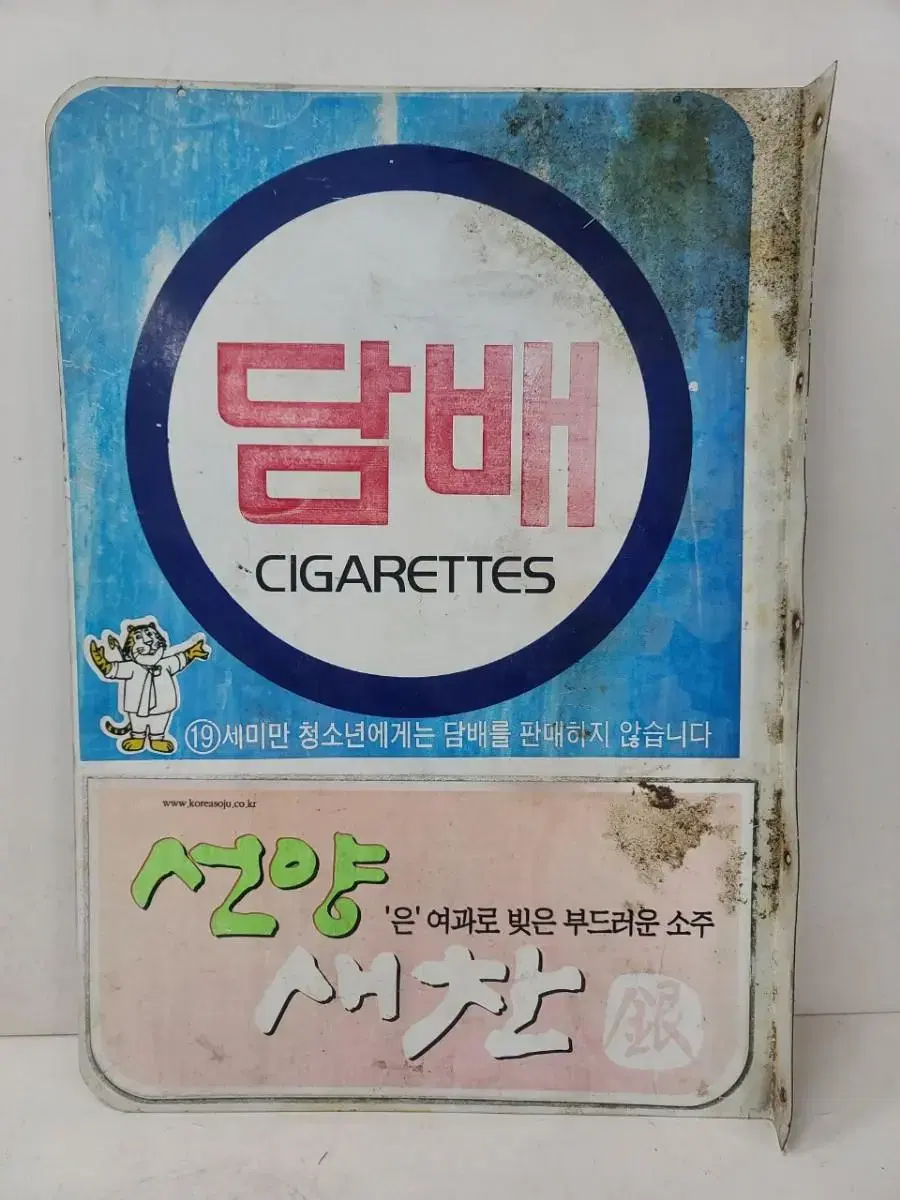 담배
CIGARETTES
⑲세미만 청소년에게는 담배를 판매하지 않습니다
www.koreasoju.co.kr
선양
'은' 여과로 빚은 부드러운 소주
새찬
銀